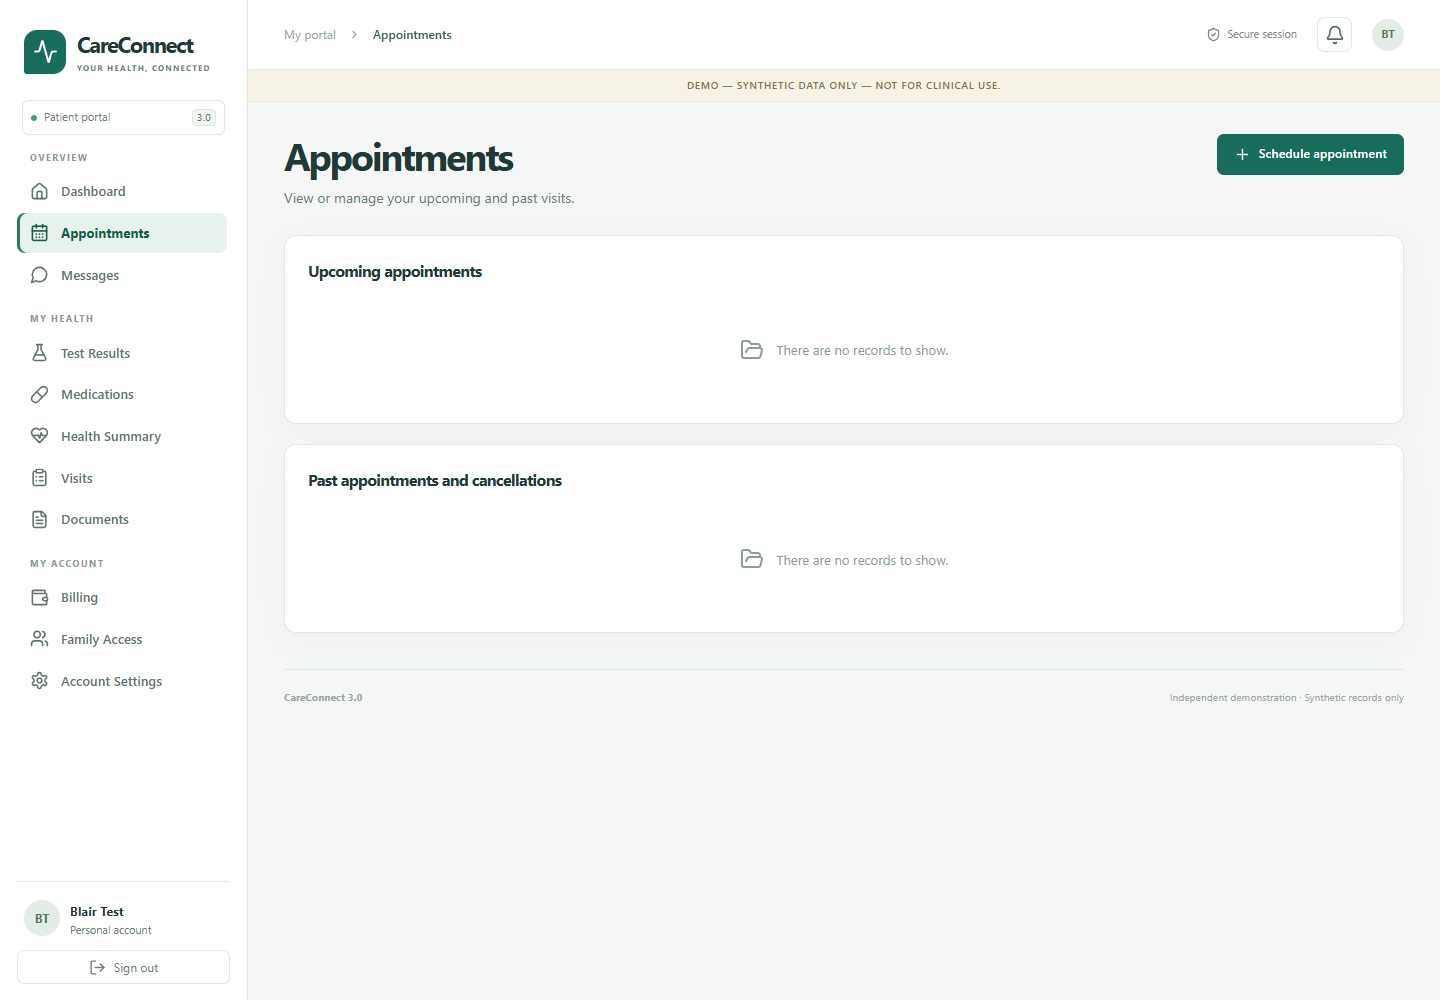 CareConnect
YOUR HEALTH, CONNECTED
Patient portal 3.0
OVERVIEW
Dashboard
Appointments
Messages
MY HEALTH
Test Results
Medications
Health Summary
Visits
Documents
MY ACCOUNT
Billing
Family Access
Account Settings
BT
Blair Test
Personal account
Sign out
My portal > Appointments
Secure session
BT
DEMO — SYNTHETIC DATA ONLY — NOT FOR CLINICAL USE.
Appointments
View or manage your upcoming and past visits.
Schedule appointment
Upcoming appointments
There are no records to show.
Past appointments and cancellations
There are no records to show.
CareConnect 3.0
Independent demonstration · Synthetic records only